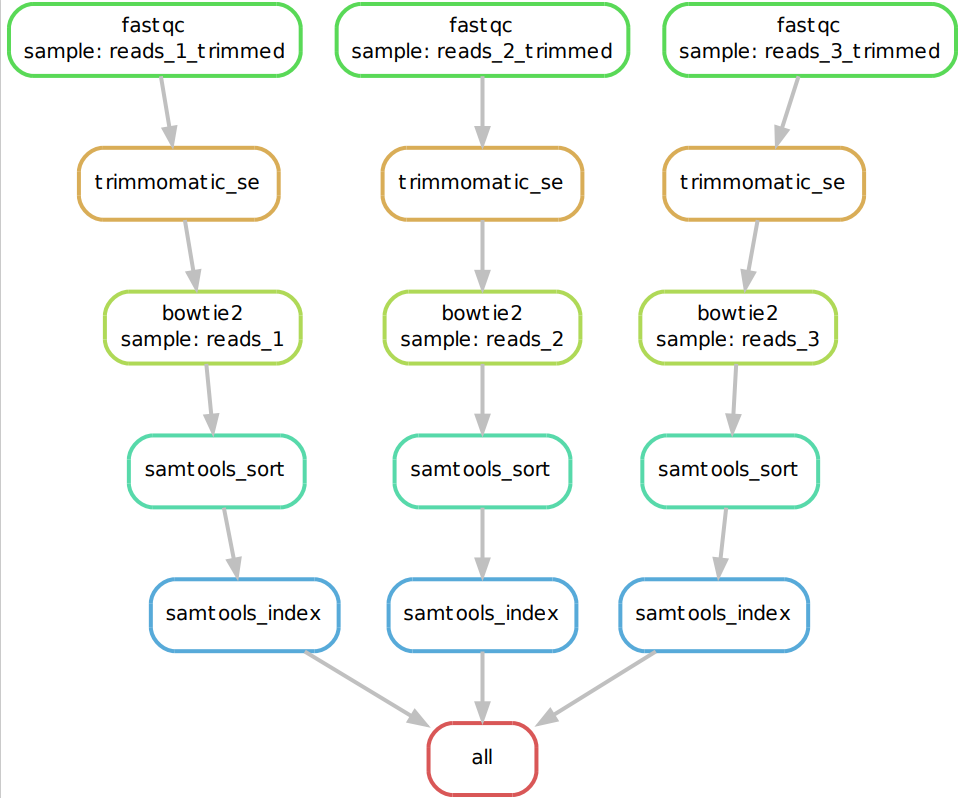 fastqc
sample: reads_1_trimmed
fastqc
sample: reads_2_trimmed
fastqc
sample: reads_3_trimmed
trimmomatic_se
trimmomatic_se
trimmomatic_se
bowtie2
sample: reads_1
bowtie2
sample: reads_2
bowtie2
sample: reads_3
samtools_sort
samtools_sort
samtools_sort
samtools_index
samtools_index
samtools_index
all